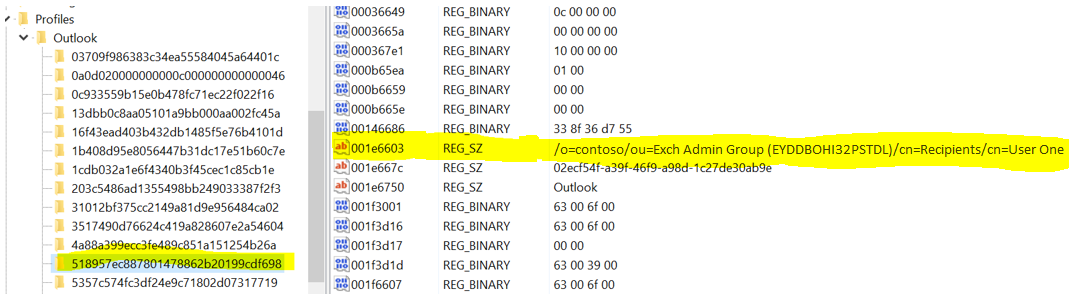 Profiles
Outlook
03709f986383c34ea55584045a64401c
0a0d020000000000c000000000000046
0c933559b15e0b478fc71ec22f022f16
13dbb0c8aa05101a9bb000aa002fc45a
16f43ead403b432db1485f5e76b4101d
1b408d95e8056447b31dc17e51b60c7e
1cdb032a1e6f4340b3f45cec1c85cb1e
203c5486ad1355498bb249033387f2f3
31012bf375cc2149a81d9e956484ca02
3517490d76624c419a828607e2a54604
4a88a399ecc3fe489c851a151254b26a
518957ec887801478862b20199cdf698
5357c574fc3df24e9c71802d07317719
00036649 REG_BINARY 0c 00 00 00
0003665a REG_BINARY 00 00 00 00
000367e1 REG_BINARY 10 00 00 00
000b65ea REG_BINARY 01 00
000b6659 REG_BINARY 00 00
000b665e REG_BINARY 00 00
00146686 REG_BINARY 33 8f 36 d7 55
001e6603 REG_SZ /o=contoso/ou=Exch Admin Group (EYDDBOHI32PSTDL)/cn=Recipients/cn=User One
001e667c REG_SZ 02ecf54f-a39f-46f9-a98d-1c27de30ab9e
001e6750 REG_SZ Outlook
001f3001 REG_BINARY 63 00 6f 00
001f3d16 REG_BINARY 63 00 6f 00
001f3d17 REG_BINARY 00 00
001f3d1d REG_BINARY 63 00 39 00
001f6607 REG_BINARY 63 00 6f 00